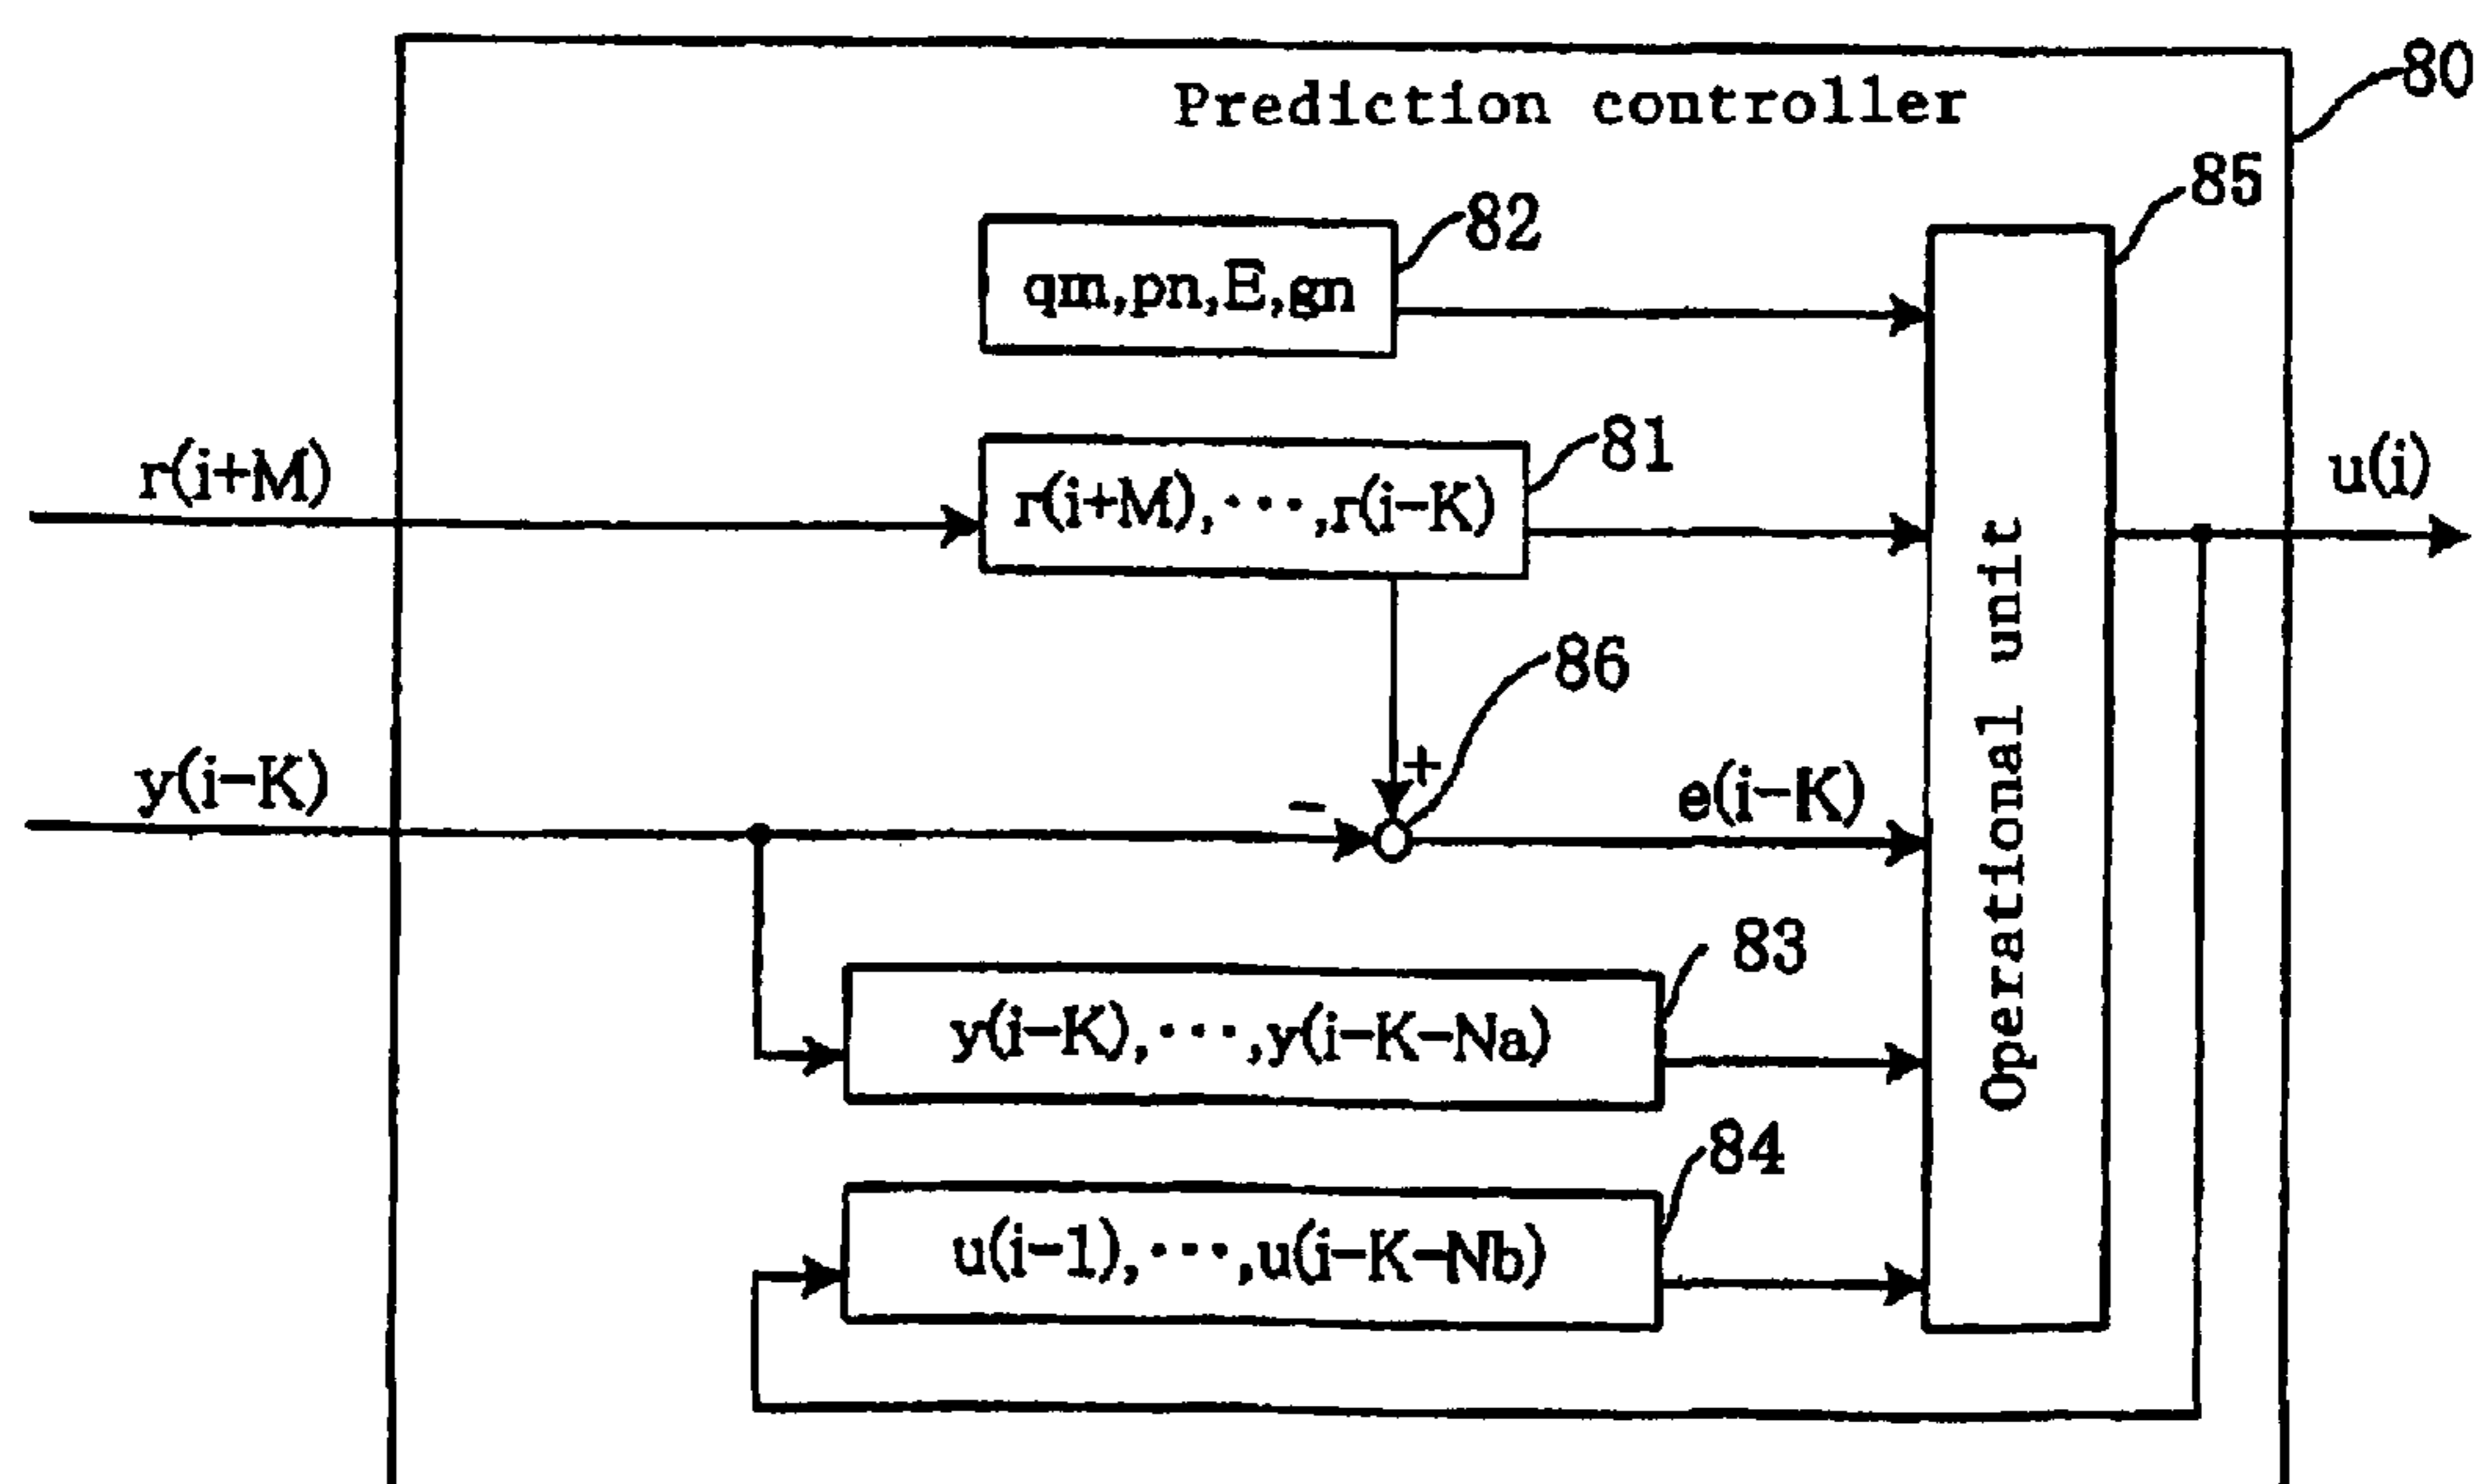 80
Prediction controller
85
82
qm,pn,E,gn
81
r(i+M)
r(i+M),···,r(i−K)
u(i)
Operational unit
86
+
−
y(i−K)
e(i−K)
83
y(i−K),···,y(i−K−Na)
84
u(i−1),···,u(i−K−Nb)